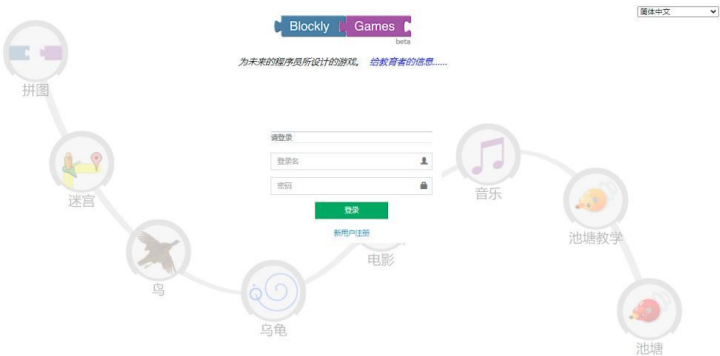 简体中文
Blockly Games
beta
为未来的程序员所设计的游戏。 给教育者的信息......
拼图
请登录
登录名
密码
登录
新用户注册
迷宫
音乐
鸟
电影
池塘教学
乌龟
池塘